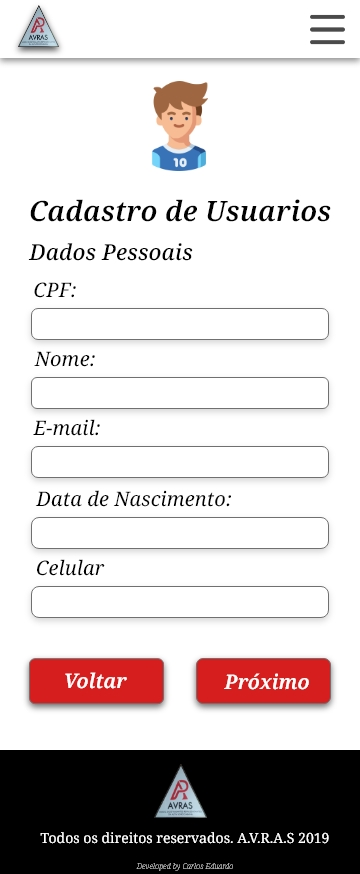 AVRAS
10
Cadastro de Usuarios
Dados Pessoais
CPF:
Nome:
E-mail:
Data de Nascimento:
Celular
Voltar
Próximo
AVRAS
Todos os direitos reservados. A.V.R.A.S 2019
Developed by Carlos Eduardo